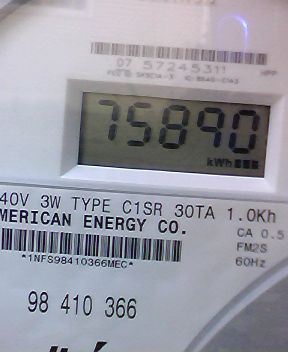 07 57245311
75890
kWh
40V 3W TYPE C1SR 30TA 1.0Kh
MERICAN ENERGY CO.
CA 0.5
FM2S
60Hz
*1NFS98410366MEC*
98 410 366